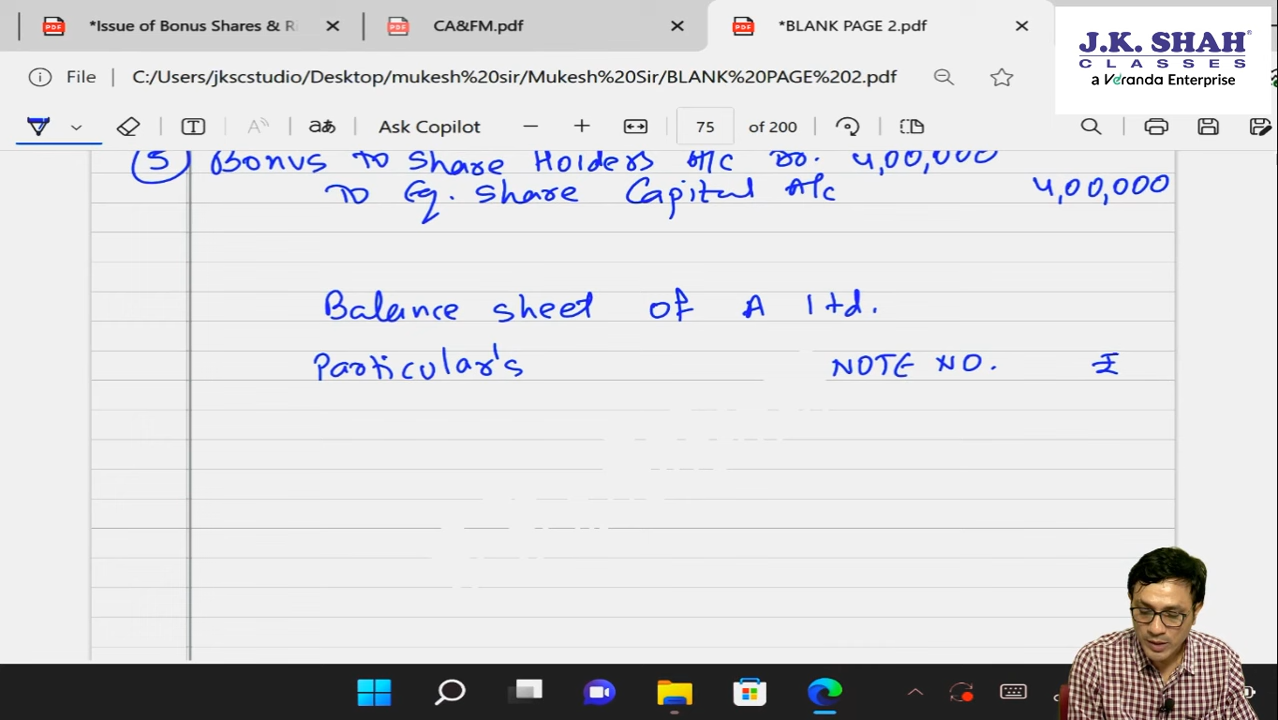 *Issue of Bonus Shares & Ri
CA&FM.pdf
*BLANK PAGE 2.pdf
J.K. SHAH
CLASSES
a Veranda Enterprise
File
C:/Users/jkscstudio/Desktop/mukesh%20sir/Mukesh%20Sir/BLANK%20PAGE%202.pdf
Ask Copilot
75
of 200
(5) Bonus to Share Holders A/c Dr. 4,00,000
To Eq. Share Capital A/c 4,00,000
Balance sheet of A ltd.
Particular's NOTE NO. ₹